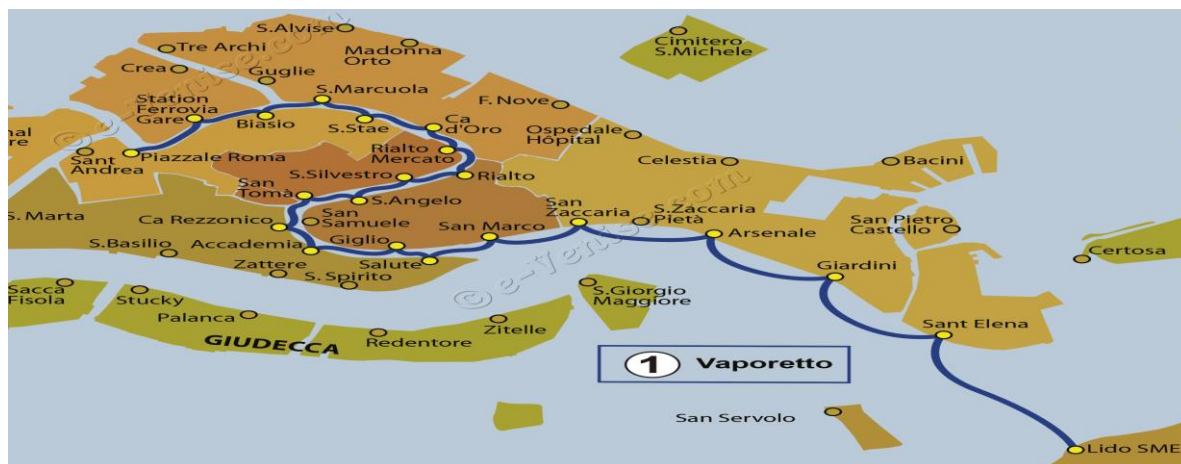 S.Alvise
Tre Archi
Madonna
Orto
Cimitero
S.Michele
Crea
Guglie
Station
Ferrovia
Gare
S.Marcuola
F. Nove
Biasio
S.Stae
Ca
d'Oro
Ospedale
Hôpital
Rialto
Mercato
Sant
Andrea
Piazzale Roma
Celestia
Bacini
S.Silvestro
Rialto
San
Tomà
S.Angelo
S. Marta
Ca Rezzonico
San
Samuele
San Marco
San
Zaccaria
S.Zaccaria
Pietà
Arsenale
San Pietro
Castello
S.Basilio
Accademia
Giglio
Certosa
Zattere
S. Spirito
Salute
Giardini
Sacca
Fisola
Stucky
S.Giorgio
Maggiore
Palanca
Zitelle
GIUDECCA
Redentore
Sant Elena
1 Vaporetto
San Servolo
Lido SME
© e-Venise.com
© e-Venise.com